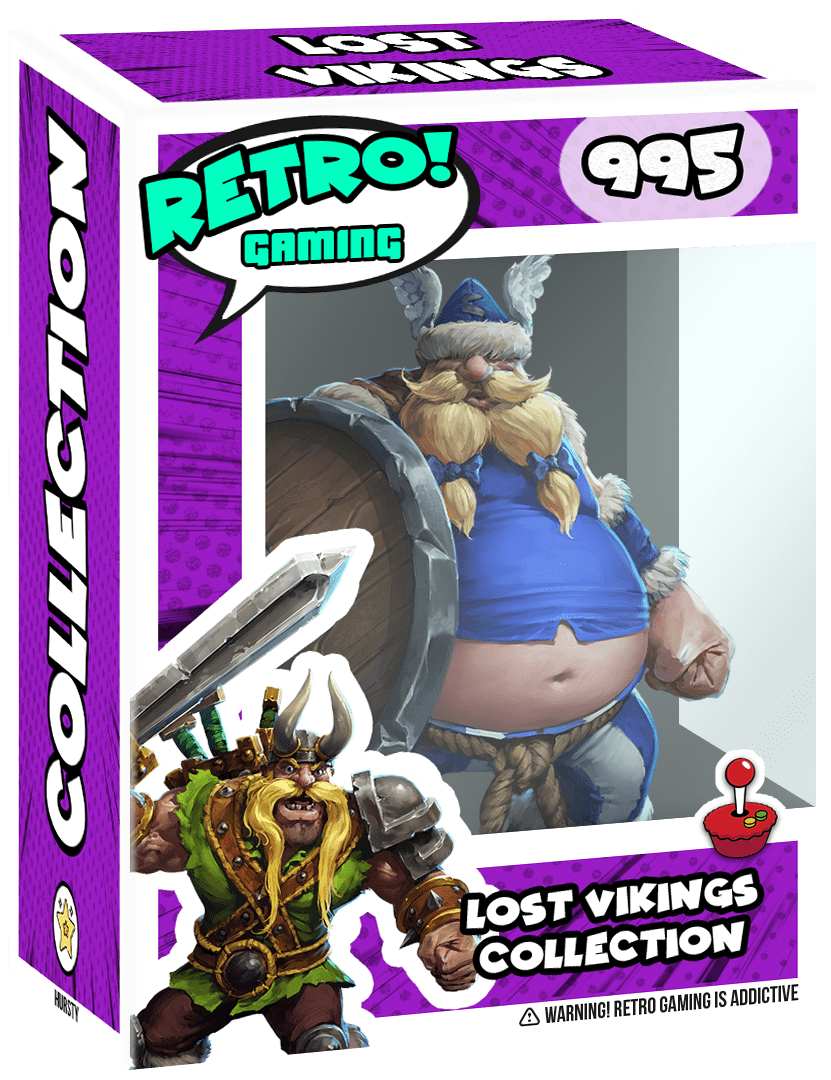 LOST
VIKINGS
COLLECTION
RETRO!
GAMING
995
LOST VIKINGS
COLLECTION
HURSTY
WARNING! RETRO GAMING IS ADDICTIVE